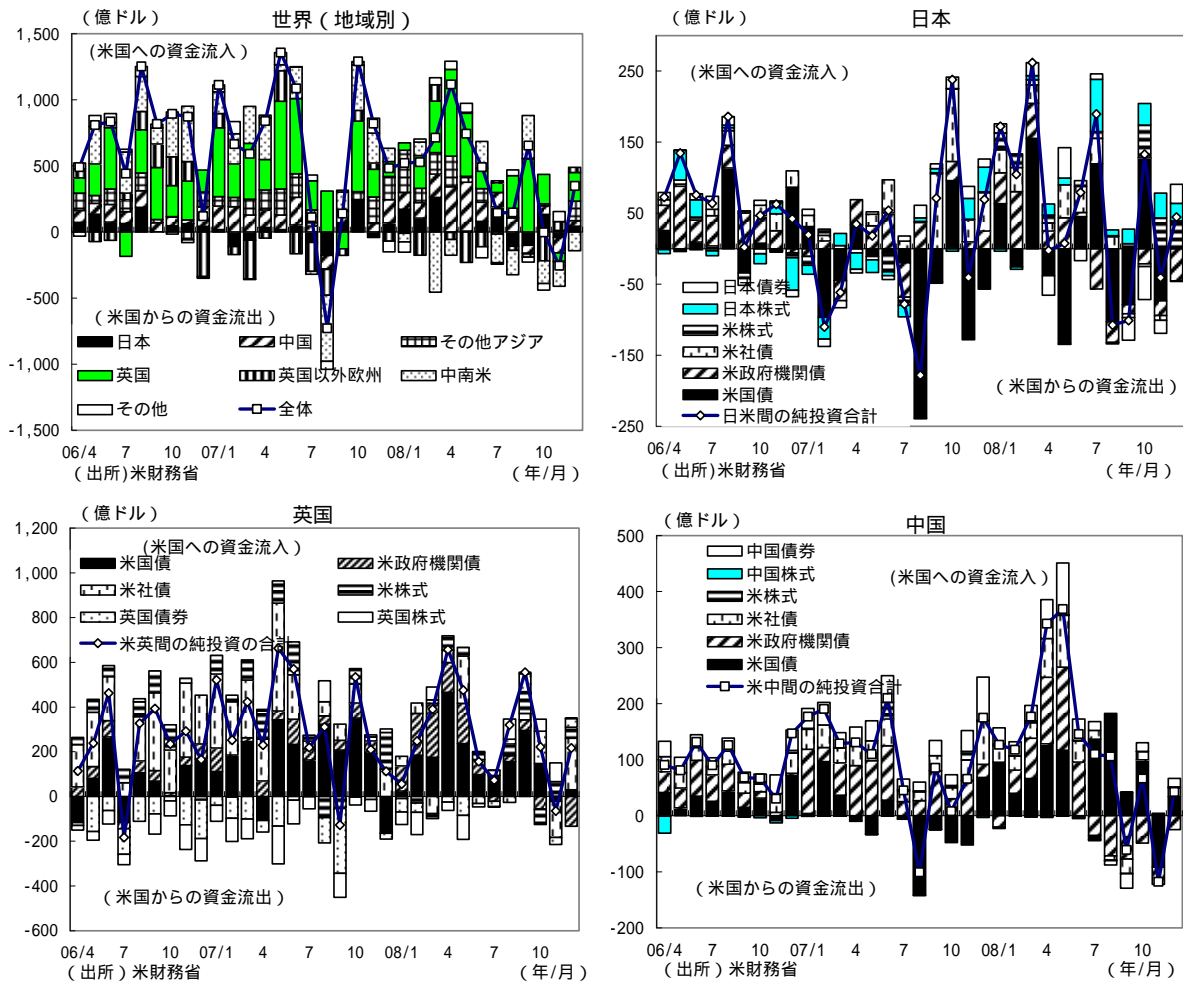 （億ドル）
世界（地域別）
(米国への資金流入）
1,500
1,000
500
0
-500
-1,000
-1,500
（米国からの資金流出）
日本
中国
その他アジア
英国
英国以外欧州
中南米
その他
全体
06/4
7
10
07/1
4
7
10
08/1
4
7
10
（出所)米財務省
（年/月）
（億ドル）
日本
(米国への資金流入）
250
150
50
-50
-150
-250
日本債券
日本株式
米株式
米社債
米政府機関債
米国債
日米間の純投資合計
（米国からの資金流出）
06/4
7
10
07/1
4
7
10
08/1
4
7
10
（出所)米財務省
（年/月）
（億ドル）
英国
(米国への資金流入）
1,200
1,000
800
600
400
200
0
-200
-400
-600
米国債
米政府機関債
米社債
米株式
英国債券
英国株式
米英間の純投資の合計
（米国からの資金流出）
06/4
7
10
07/1
4
7
10
08/1
4
7
10
（出所）米財務省
（年/月）
（億ドル）
中国
500
400
300
200
100
0
-100
-200
中国債券
中国株式
米株式
米社債
米政府機関債
米国債
米中間の純投資合計
(米国への資金流入）
（米国からの資金流出）
06/4
7
10
07/1
4
7
10
08/1
4
7
10
（出所）米財務省
（年/月）